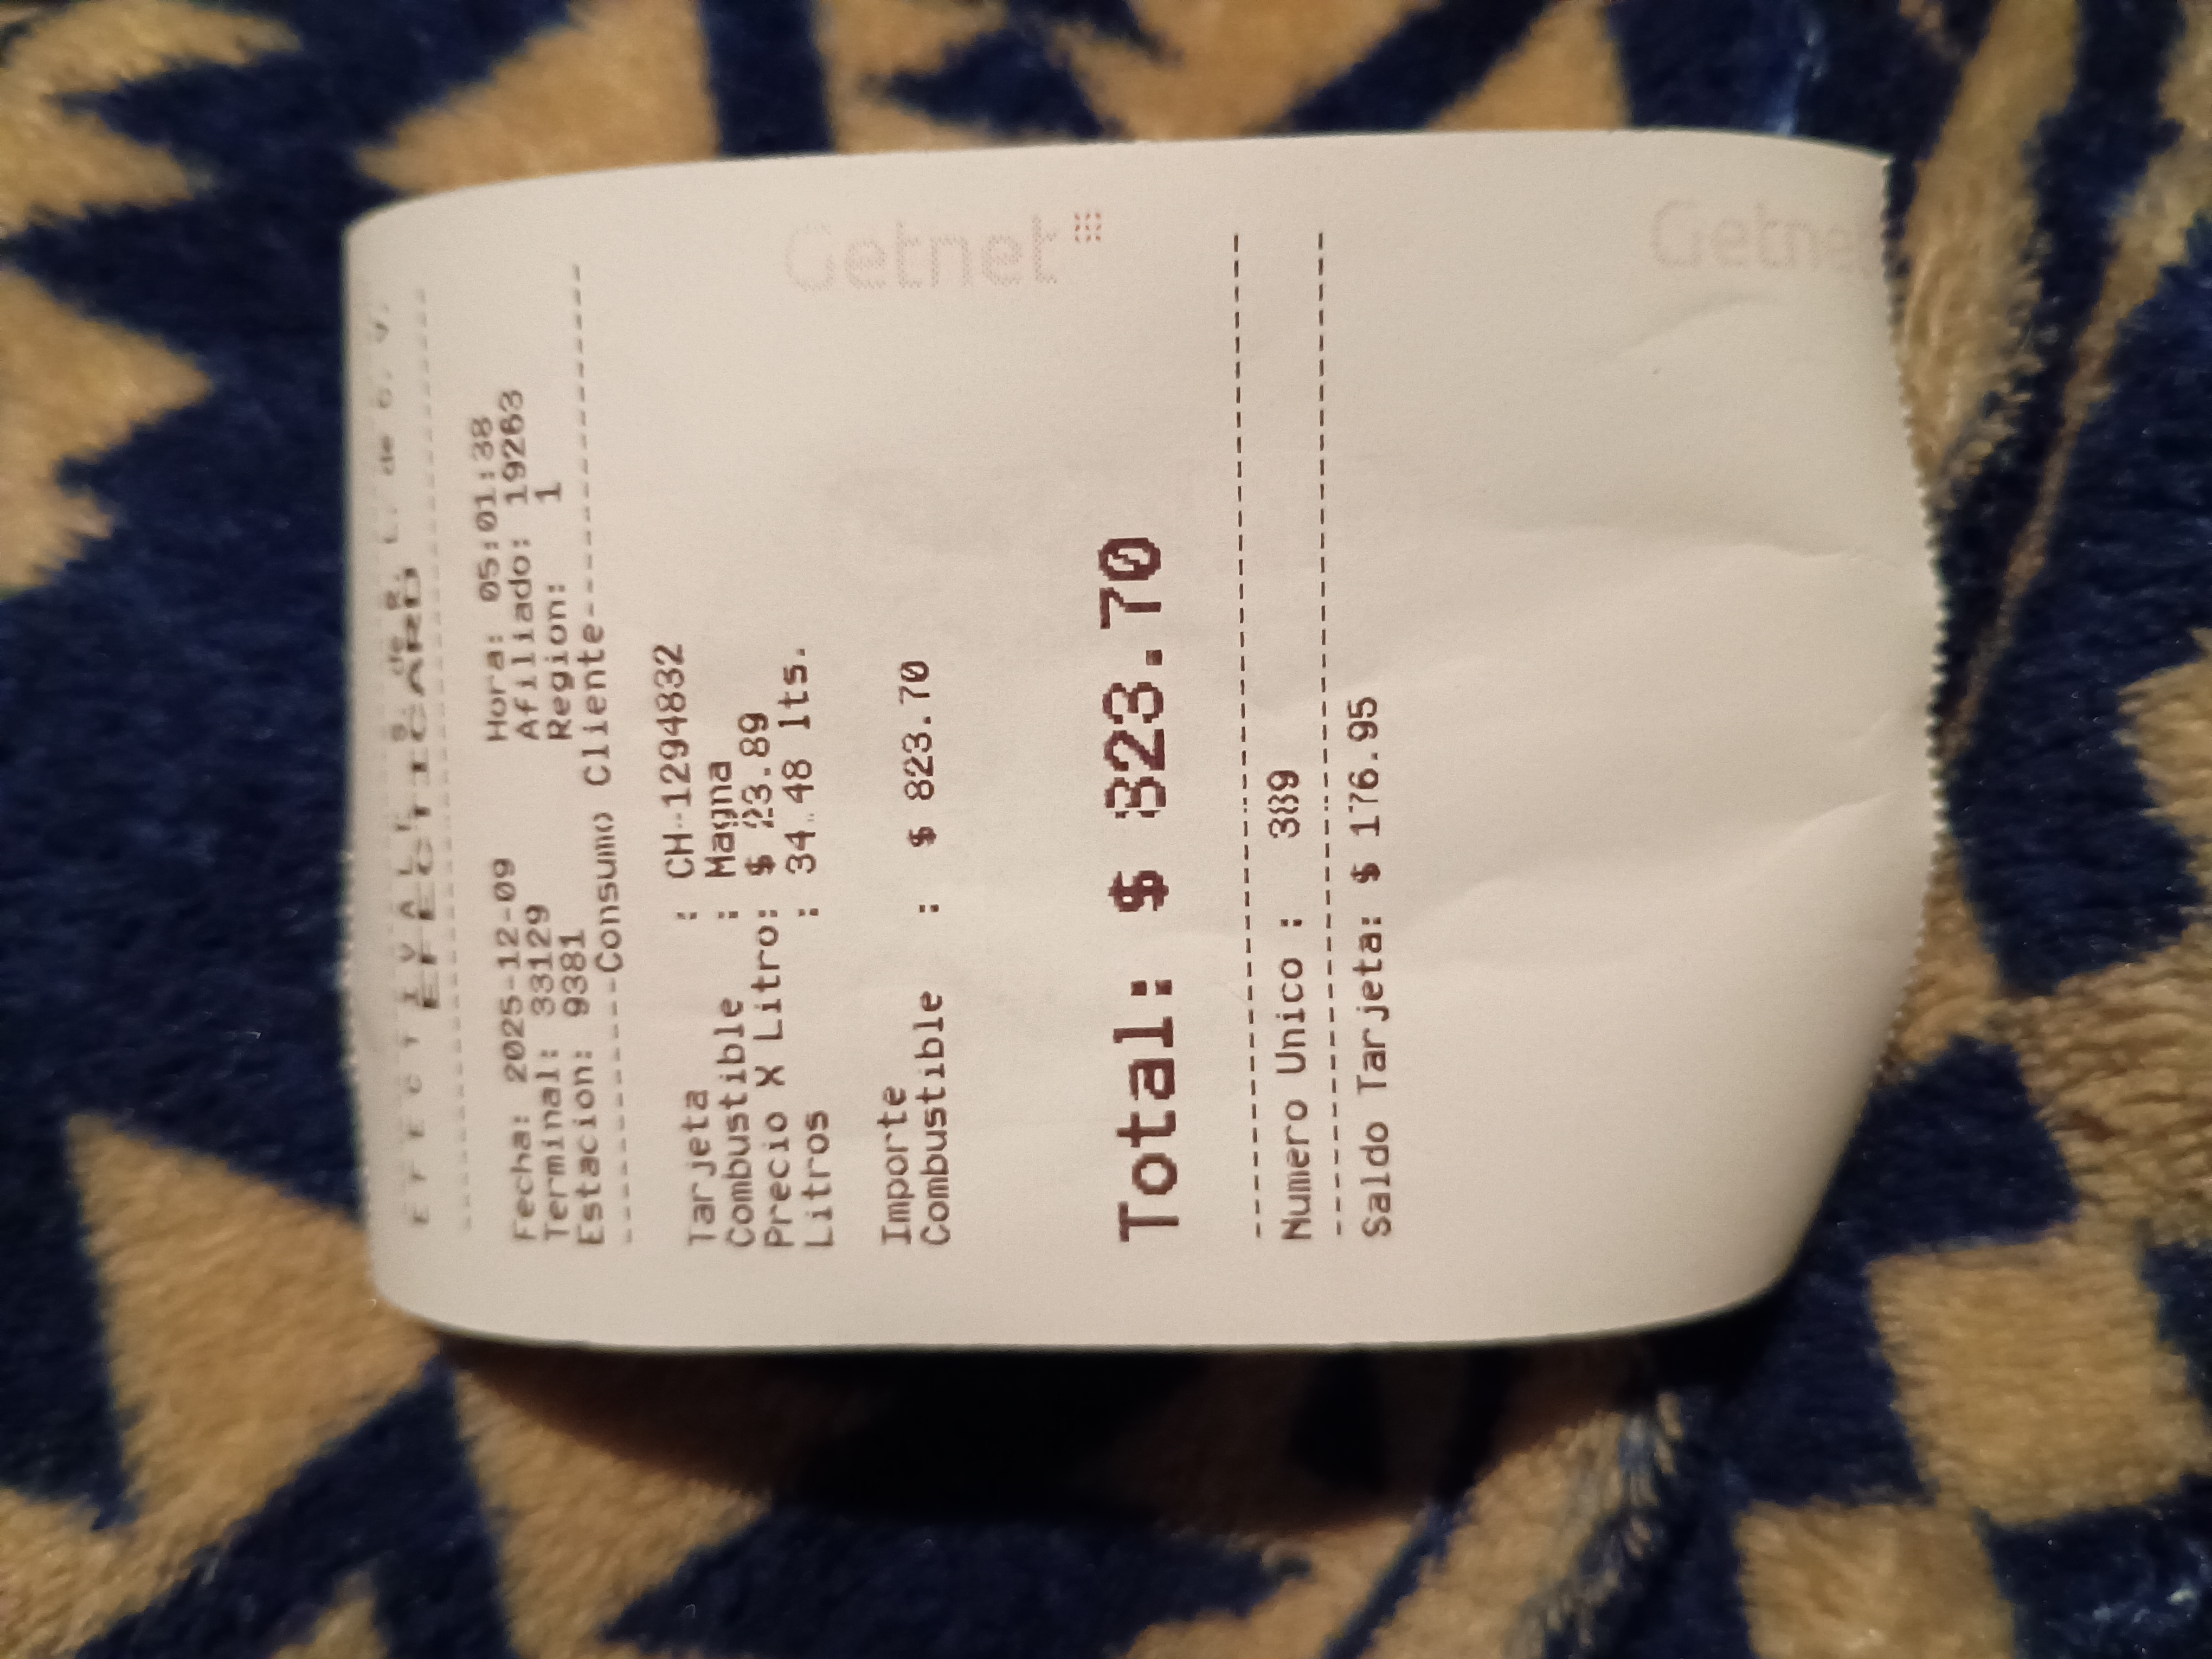 EFECTIVALE S de R.L. de C.V.
EFECTICARD
Fecha: 2025-12-09 Hora: 05:01:38
Terminal: 33129 Afiliado: 19263
Estacion: 9381 Region: 1
-----Consumo Cliente-----
Tarjeta : CH-1294832
Combustible : Magna
Precio X Litro: $ 23.89
Litros : 34.48 lts.
Getnet
Importe
Combustible : $ 823.70
Total: $ 823.70
Numero Unico : 389
Saldo Tarjeta: $ 176.95
Getne